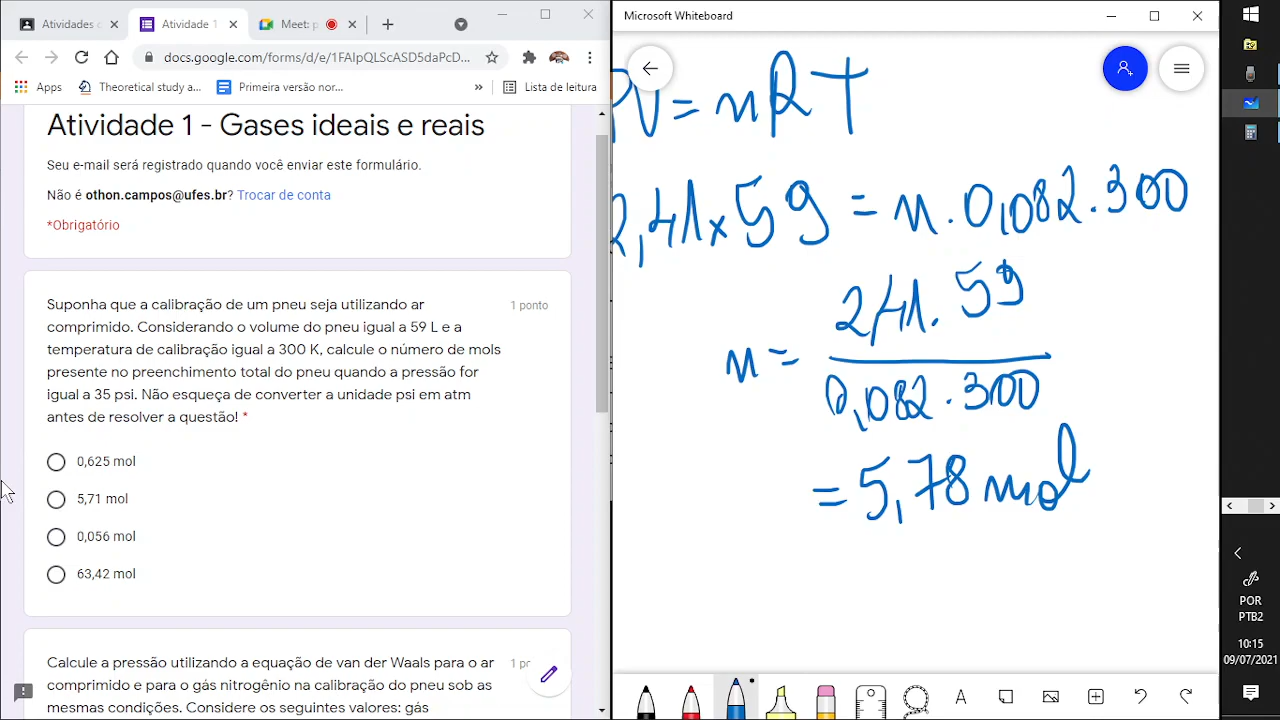 Atividades c
Atividade 1 -
Meet: p
docs.google.com/forms/d/e/1FAIpQLScASD5daPcD...
Apps
Theoretical study a...
Primeira versão nor...
»
Lista de leitura
Atividade 1 - Gases ideais e reais
Seu e-mail será registrado quando você enviar este formulário.
Não é othon.campos@ufes.br? Trocar de conta
*Obrigatório
Suponha que a calibração de um pneu seja utilizando ar
comprimido. Considerando o volume do pneu igual a 59 L e a
temperatura de calibração igual a 300 K, calcule o número de mols
presente no preenchimento total do pneu quando a pressão for
igual a 35 psi. Não esqueça de converter a unidade psi em atm
antes de resolver a questão! *
1 ponto
0,625 mol
5,71 mol
0,056 mol
63,42 mol
Calcule a pressão utilizando a equação de van der Waals para o ar
comprimido e para o gás nitrogênio na calibração do pneu sob as
mesmas condições. Considere os seguintes valores: gás
1 p
Microsoft Whiteboard
PV = nRT
2,41 x 59 = n . 0,082 . 300
n = 2,41 . 59
0,082 . 300
= 5,78 mol
POR
PTB2
10:15
09/07/2021